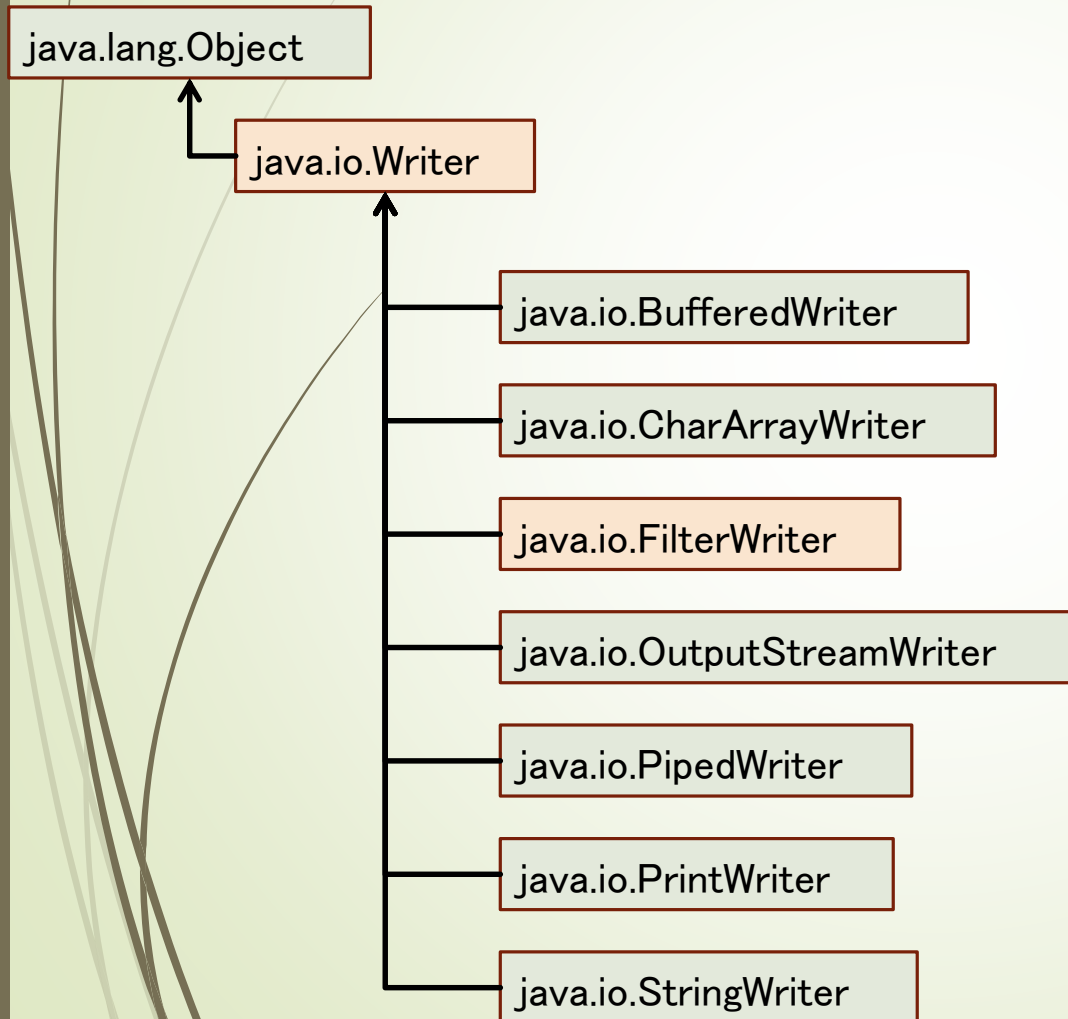 java.lang.Object
java.io.Writer
java.io.BufferedWriter
java.io.CharArrayWriter
java.io.FilterWriter
java.io.OutputStreamWriter
java.io.PipedWriter
java.io.PrintWriter
java.io.StringWriter